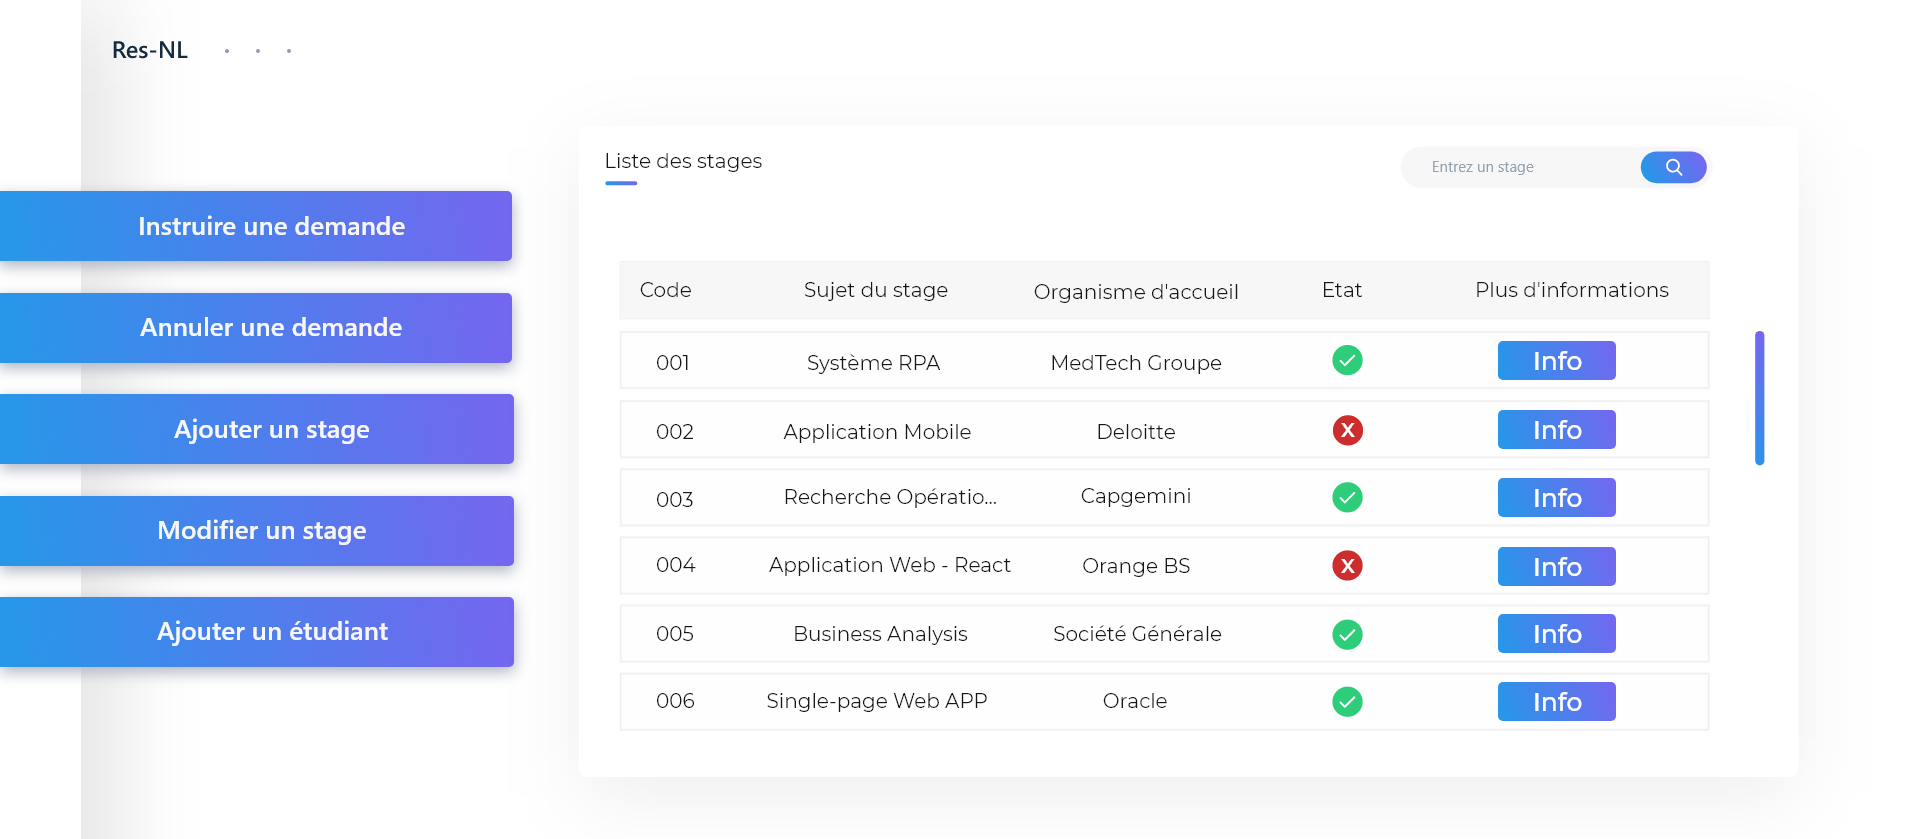 Res-NL
Instruire une demande
Annuler une demande
Ajouter un stage
Modifier un stage
Ajouter un étudiant
Liste des stages
Entrez un stage
Code Sujet du stage Organisme d'accueil Etat Plus d'informations
001 Système RPA MedTech Groupe Info
002 Application Mobile Deloitte X Info
003 Recherche Opératio... Capgemini Info
004 Application Web - React Orange BS X Info
005 Business Analysis Société Générale Info
006 Single-page Web APP Oracle Info